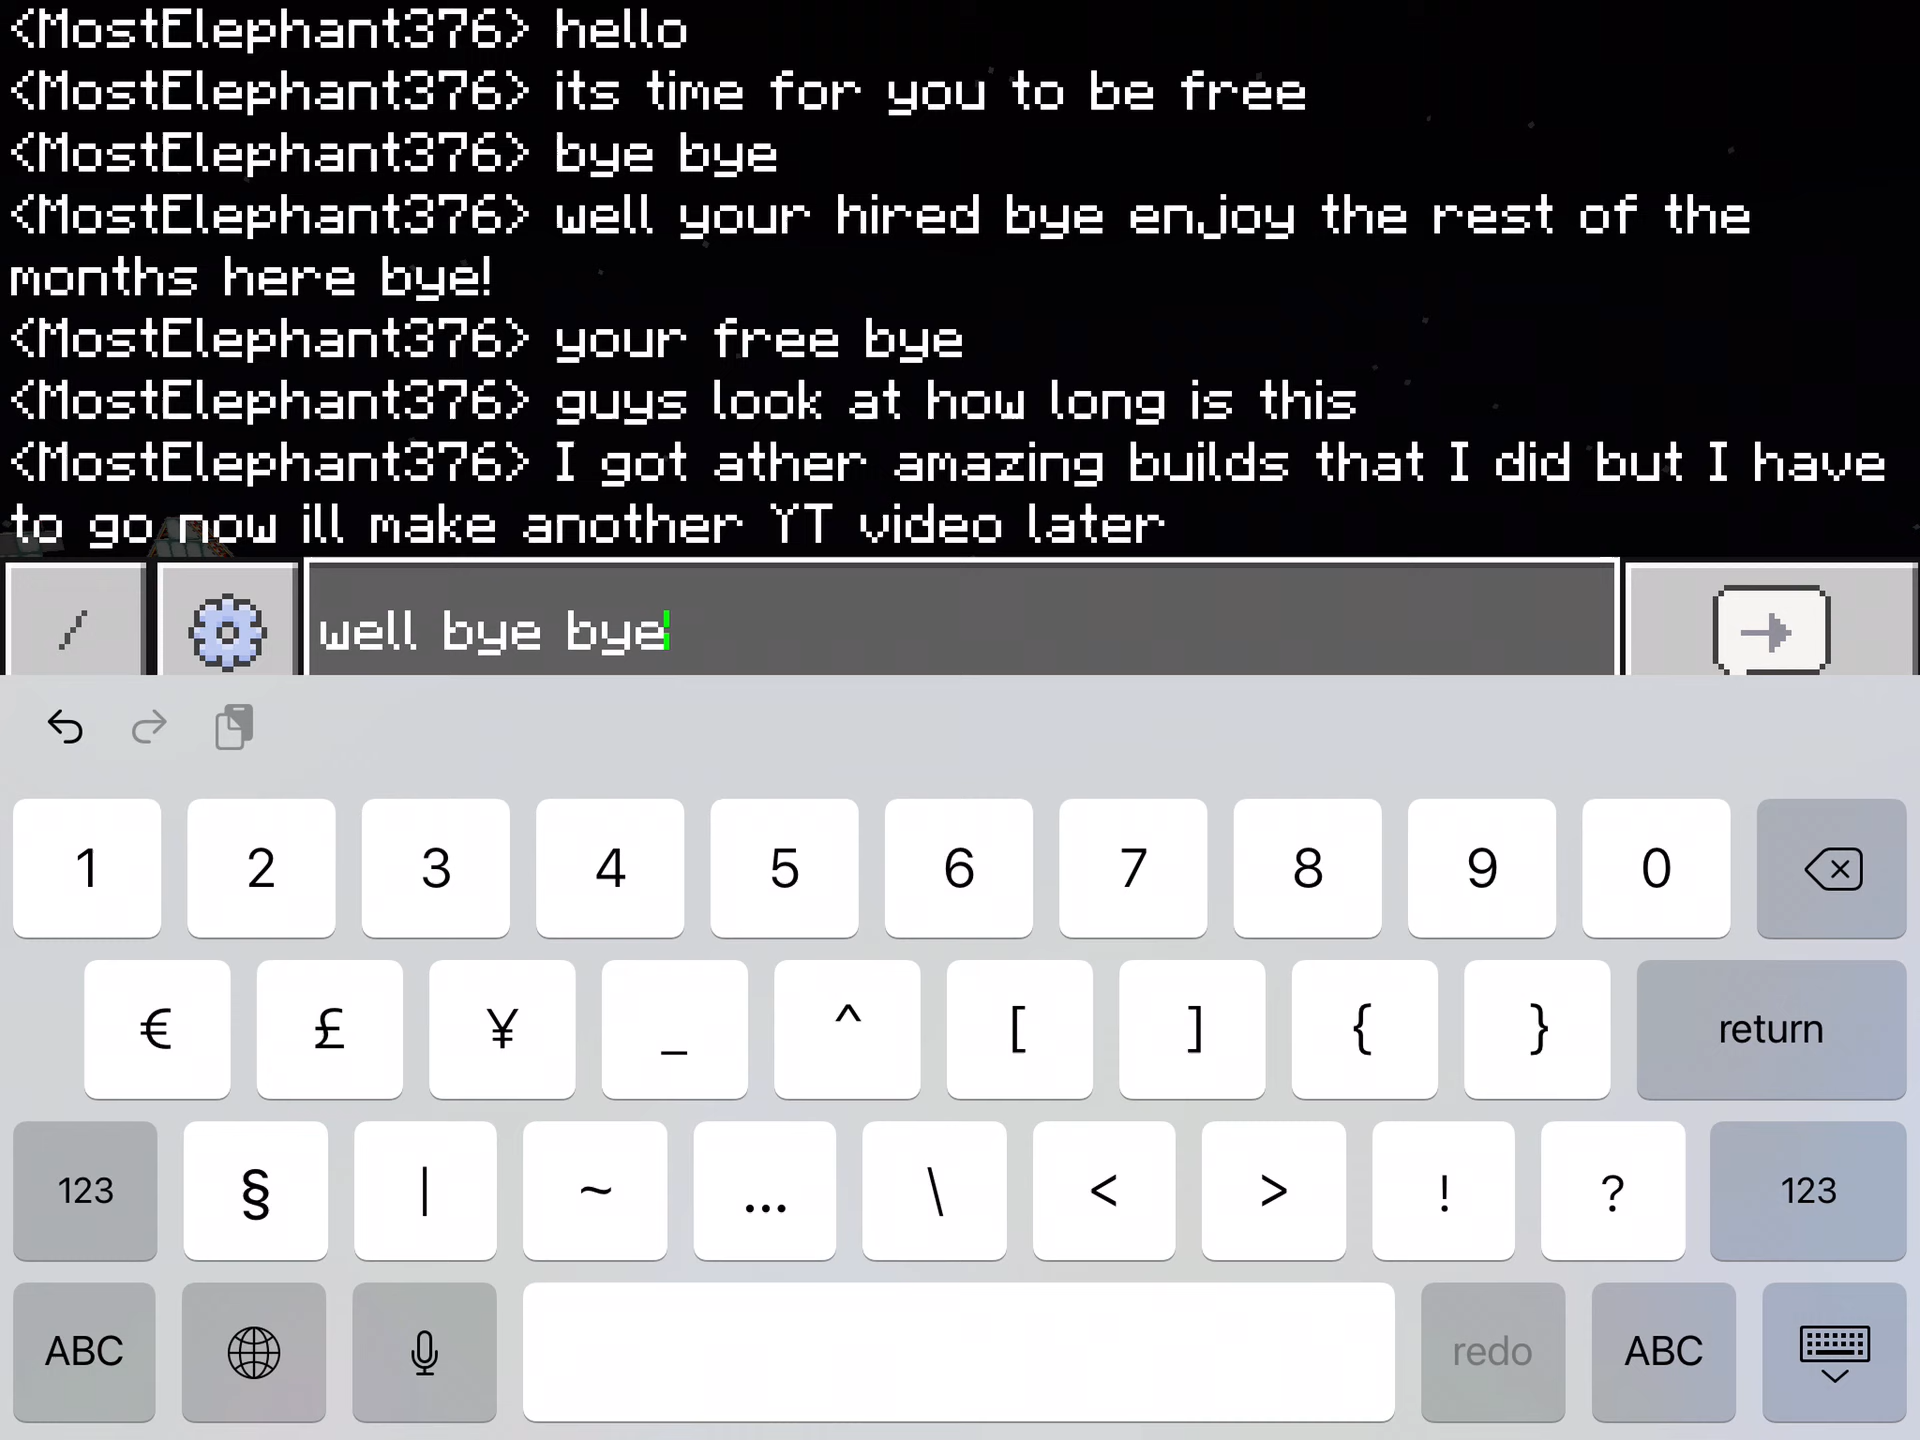 <MostElephant376> hello
<MostElephant376> its time for you to be free
<MostElephant376> bye bye
<MostElephant376> well your hired bye enjoy the rest of the
months here bye!
<MostElephant376> your free bye
<MostElephant376> guys look at how long is this
<MostElephant376> I got ather amazing builds that I did but I have
to go now ill make another YT video later
/ well bye bye
1 2 3 4 5 6 7 8 9 0
€ £ ¥ _ ^ [ ] { } return
123 § | ~ ... \ < > ! ? 123
ABC redo ABC